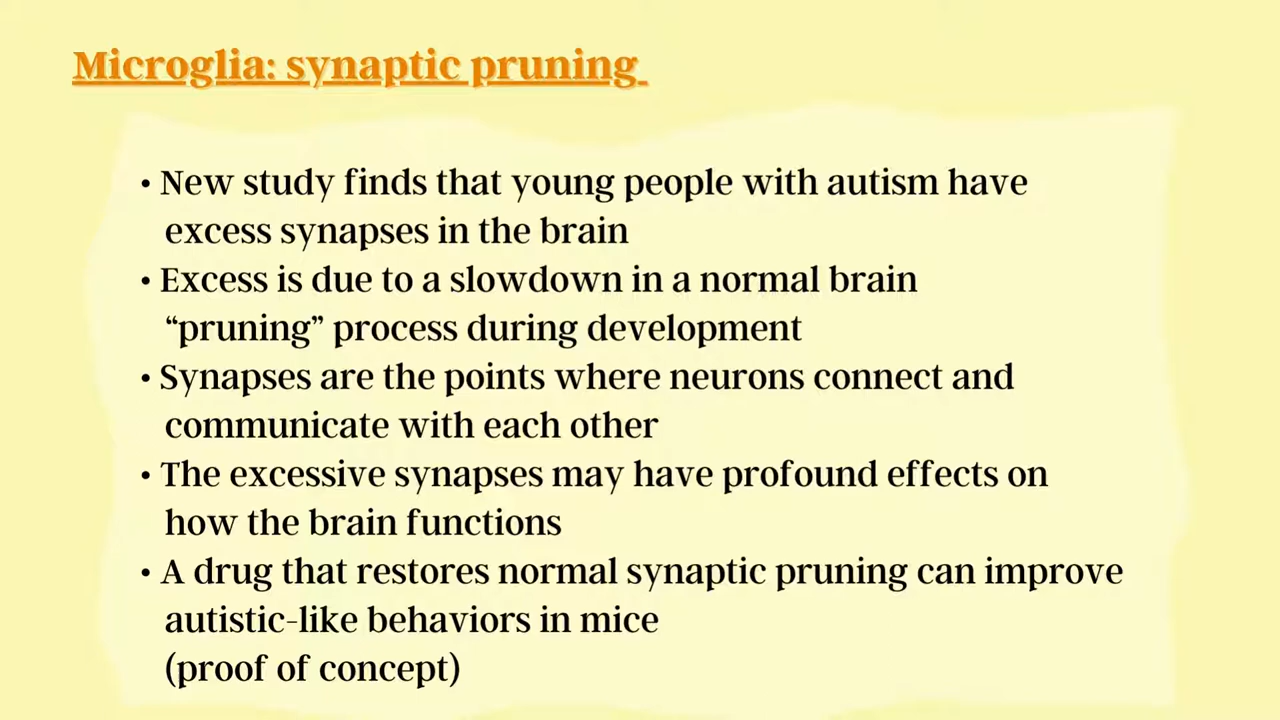 Microglia: synaptic pruning
• New study finds that young people with autism have
excess synapses in the brain
• Excess is due to a slowdown in a normal brain
“pruning” process during development
• Synapses are the points where neurons connect and
communicate with each other
• The excessive synapses may have profound effects on
how the brain functions
• A drug that restores normal synaptic pruning can improve
autistic-like behaviors in mice
(proof of concept)